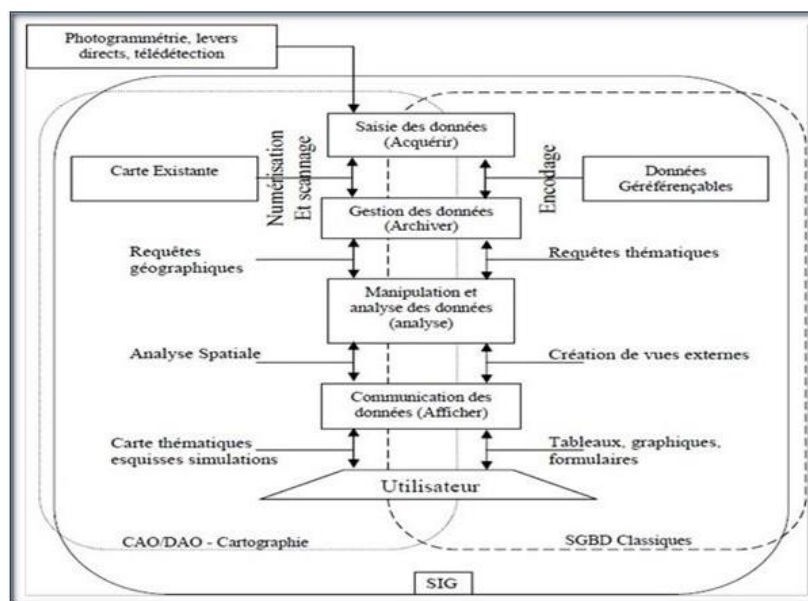 Photogrammétrie, levers
directs, télédétection
Saisie des données
(Acquérir)
Numérisation
Et scannage
Encodage
Carte Existante
Données
Géréférençables
Gestion des données
(Archiver)
Requêtes
géographiques
Requêtes thématiques
Manipulation et
analyse des données
(analyse)
Analyse Spatiale
Création de vues externes
Communication des
données (Afficher)
Carte thématiques
esquisses simulations
Tableaux, graphiques,
formulaires
Utilisateur
CAO/DAO - Cartographie
SGBD Classiques
SIG